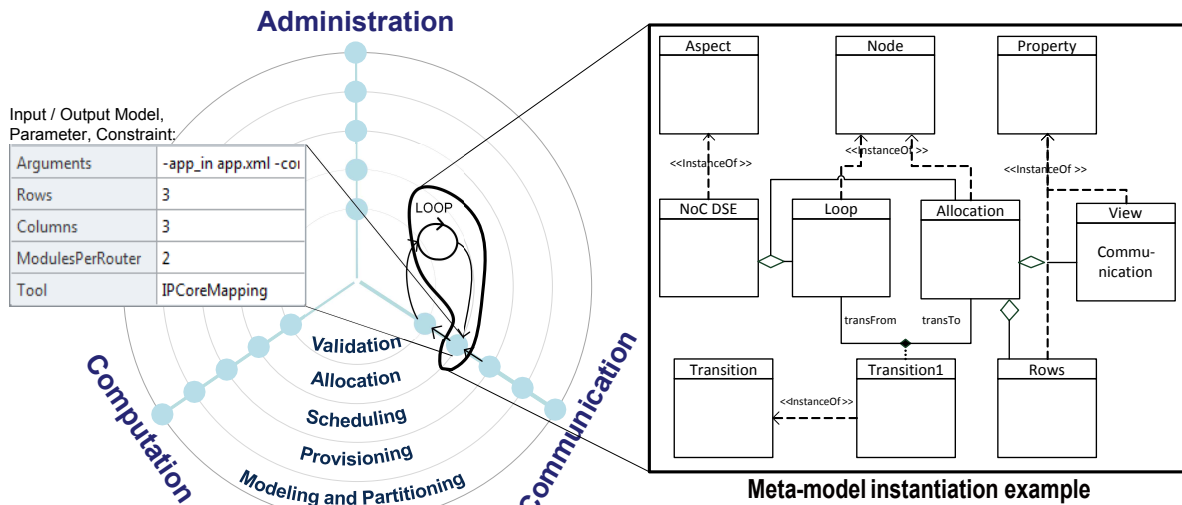 Administration
Input / Output Model,
Parameter, Constraint:
Arguments -app_in app.xml -co
Rows 3
Columns 3
ModulesPerRouter 2
Tool IPCoreMapping
LOOP
Validation
Allocation
Scheduling
Provisioning
Modeling and Partitioning
Computation
Communication
Aspect
Node
Property
<<InstanceOf >>
<<InstanceOf >>
<<InstanceOf >>
NoC DSE
Loop
Allocation
View
Commu-
nication
transFrom
transTo
Transition
<<InstanceOf>>
Transition1
Rows
Meta-model instantiation example